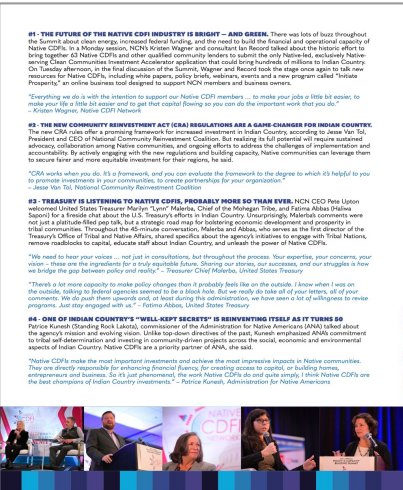 #1 - THE FUTURE OF THE NATIVE CDFI INDUSTRY IS BRIGHT — AND GREEN. There was lots of buzz throughout
the Summit about clean energy, increased federal funding, and the need to build the financial and operational capacity of
Native CDFIs. In a Monday session, NCN's Kristen Wagner and consultant Ian Record talked about the historic effort to
bring together 63 Native CDFIs and other qualified community lenders to submit the only Native-led, exclusively Native-
serving Clean Communities Investment Accelerator application that could bring hundreds of millions to Indian Country.
On Tuesday afternoon, in the final discussion of the Summit, Wagner and Record took the stage once again to talk new
resources for Native CDFIs, including white papers, policy briefs, webinars, events and a new program called "Initiate
Prosperity," an online business tool designed to support NCN members and business owners.
"Everything we do is with the intention to support our Native CDFI members … to make your jobs a little bit easier, to
make your life a little bit easier and to get that capital flowing so you can do the important work that you do."
– Kristen Wagner, Native CDFI Network
#2 - THE NEW COMMUNITY REINVESTMENT ACT (CRA) REGULATIONS ARE A GAME-CHANGER FOR INDIAN COUNTRY.
The new CRA rules offer a promising framework for increased investment in Indian Country, according to Jesse Van Tol,
President and CEO of National Community Reinvestment Coalition. But realizing its full potential will require sustained
advocacy, collaboration among Native communities, and ongoing efforts to address the challenges of implementation and
accountability. By actively engaging with the new regulations and building capacity, Native communities can leverage them
to secure fairer and more equitable investment for their regions, he said.
"CRA works when you do. It's a framework, and you can evaluate the framework to the degree to which it's helpful to you
to promote investments in your communities, to create partnerships for your organization."
– Jesse Van Tol, National Community Reinvestment Coalition
#3 - TREASURY IS LISTENING TO NATIVE CDFIS, PROBABLY MORE SO THAN EVER. NCN CEO Pete Upton
welcomed United States Treasurer Marilyn "Lynn" Malerba, Chief of the Mohegan Tribe, and Fatima Abbas (Haliwa
Saponi) for a fireside chat about the U.S. Treasury's efforts in Indian Country. Unsurprisingly, Malerba's comments were
not just a platitude-filled pep talk, but a strategic road map for bolstering economic development and prosperity in
tribal communities. Throughout the 45-minute conversation, Malerba and Abbas, who serves as the first director of the
Treasury's Office of Tribal and Native Affairs, shared specifics about the agency's initiatives to engage with Tribal Nations,
remove roadblocks to capital, educate staff about Indian Country, and unleash the power of Native CDFIs.
"We need to hear your voices … not just in consultations, but throughout the process. Your expertise, your concerns, your
vision – these are the ingredients for a truly equitable future. Sharing our stories, our successes, and our struggles is how
we bridge the gap between policy and reality." – Treasurer Chief Malerba, United States Treasury
"There's a lot more capacity to make policy changes than it probably feels like on the outside. I know when I was on
the outside, talking to federal agencies seemed to be a black hole. But we really do take all of your letters, all of your
comments. We do push them upwards and, at least during this administration, we have seen a lot of willingness to revise
programs. Just stay engaged with us." – Fatima Abbas, United States Treasury
#4 - ONE OF INDIAN COUNTRY'S "WELL-KEPT SECRETS" IS REINVENTING ITSELF AS IT TURNS 50
Patrice Kunesh (Standing Rock Lakota), commissioner of the Administration for Native Americans (ANA) talked about
the agency's mission and evolving vision. Unlike top-down directives of the past, Kunesh emphasized ANA's commitment
to tribal self-determination and investing in community-driven projects across the social, economic and environmental
aspects of Indian Country. Native CDFIs are a priority partner of ANA, she said.
"Native CDFIs make the most important investments and achieve the most impressive impacts in Native communities.
They are directly responsible for enhancing financial fluency, for creating access to capital, or building homes,
entrepreneurs and business. So it's just phenomenal, the work Native CDFIs do and quite simply, I think Native CDFIs are
the best champions of Indian Country investments." – Patrice Kunesh, Administration for Native Americans
NATIVE
CDFI